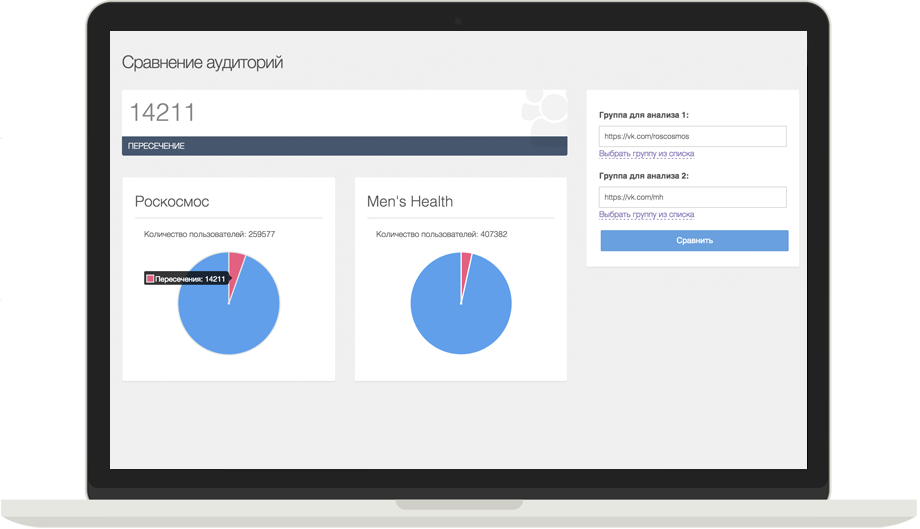 Сравнение аудиторий
14211
ПЕРЕСЕЧЕНИЕ
Роскосмос
Количество пользователей: 259577
Пересечения: 14211
Men's Health
Количество пользователей: 407382
Группа для анализа 1:
https://vk.com/roscosmos
Выбрать группу из списка
Группа для анализа 2:
https://vk.com/mh
Выбрать группу из списка
Сравнить